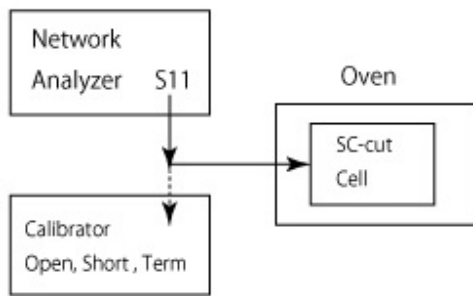 Network
Analyzer S11
Oven
SC-cut
Cell
Calibrator
Open, Short , Term